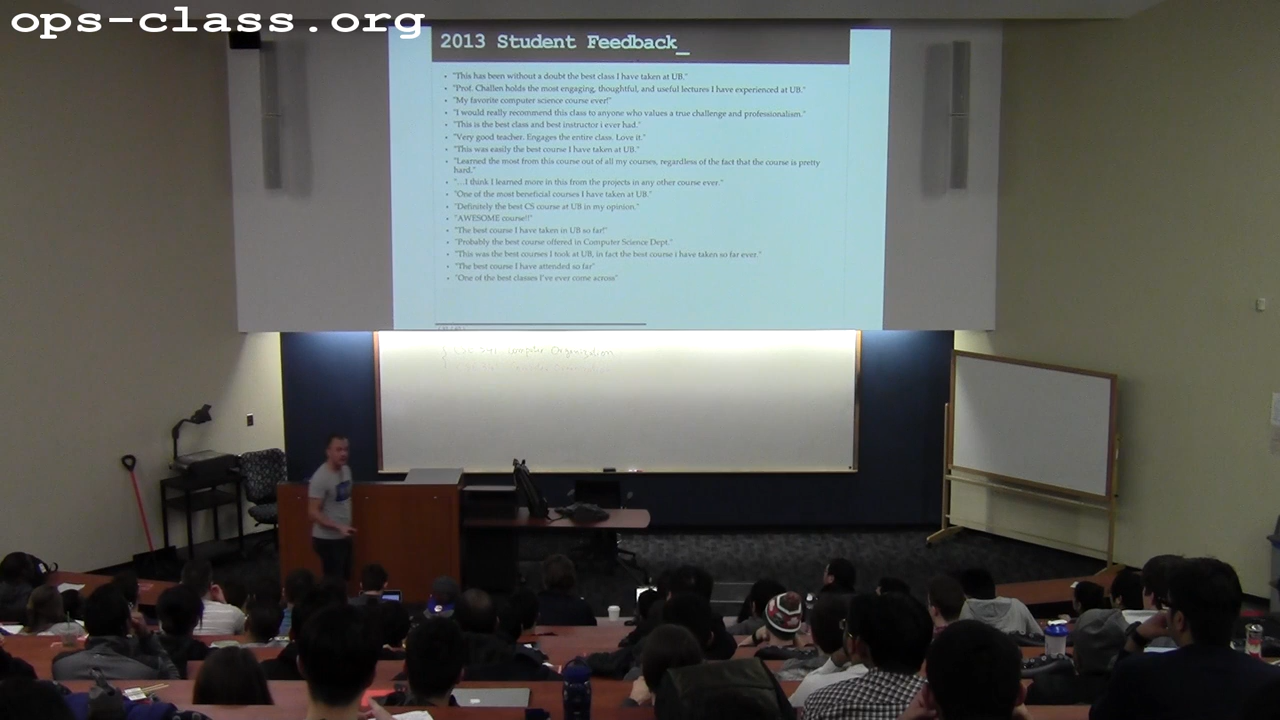 ops-class.org
2013 Student Feedback_
• "This has been without a doubt the best class I have taken at UB."
• "Prof. Challen holds the most engaging, thoughtful, and useful lectures I have experienced at UB."
• "My favorite computer science course ever!"
• "I would really recommend this class to anyone who values a true challenge and professionalism."
• "This is the best class and best instructor i ever had."
• "Very good teacher. Engages the entire class. Love it."
• "This was easily the best course I have taken at UB."
• "Learned the most from this course out of all my courses, regardless of the fact that the course is pretty
hard."
• "...I think I learned more in this from the projects in any other course ever."
• "One of the most beneficial courses I have taken at UB."
• "Definitely the best CS course at UB in my opinion."
• "AWESOME course!!"
• "The best course I have taken in UB so far!"
• "Probably the best course offered in Computer Science Dept."
• "This was the best courses I took at UB, in fact the best course i have taken so far ever."
• "The best course I have attended so far"
• "One of the best classes I've ever come across"
Computer Organization